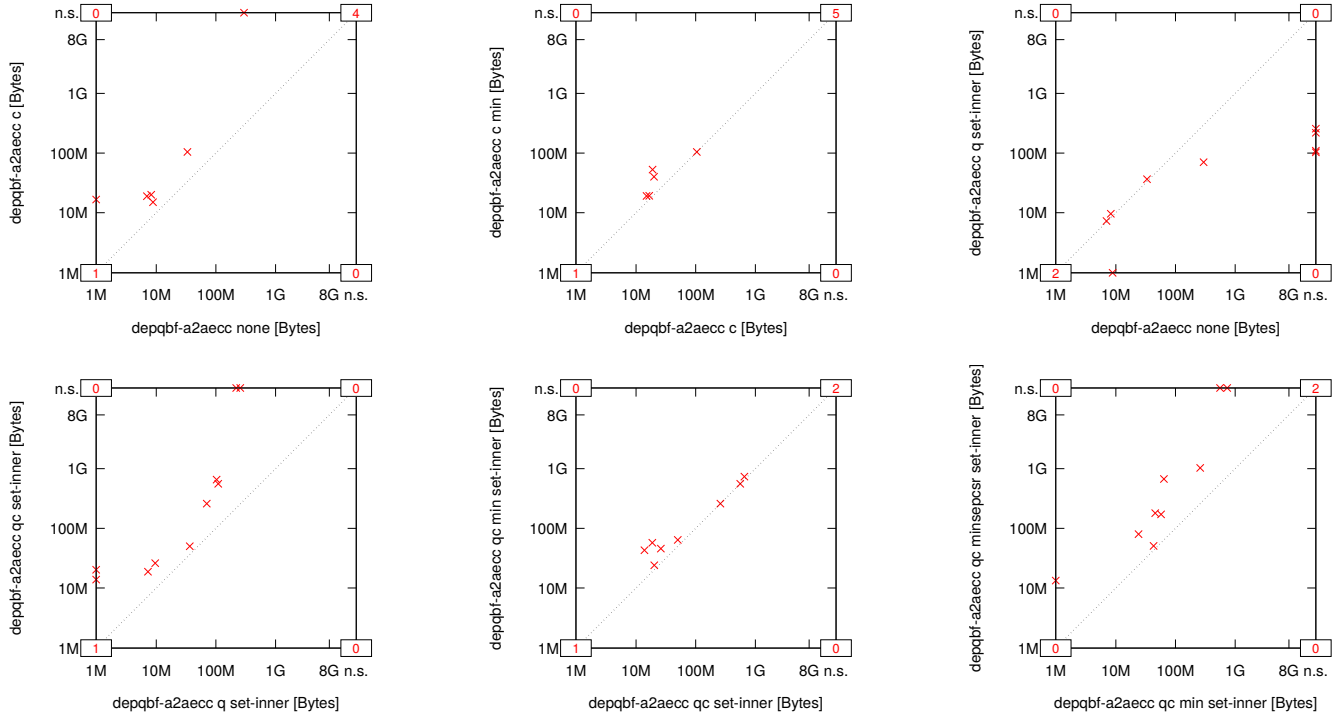 n.s. 0 4
8G
1G
100M
10M
1M 1 0
1M 10M 100M 1G 8G n.s.
depqbf-a2aecc c [Bytes]
depqbf-a2aecc none [Bytes]
n.s. 0 5
8G
1G
100M
10M
1M 1 0
1M 10M 100M 1G 8G n.s.
depqbf-a2aecc c min [Bytes]
depqbf-a2aecc c [Bytes]
n.s. 0 0
8G
1G
100M
10M
1M 2 0
1M 10M 100M 1G 8G n.s.
depqbf-a2aecc q set-inner [Bytes]
depqbf-a2aecc none [Bytes]
n.s. 0 0
8G
1G
100M
10M
1M 1 0
1M 10M 100M 1G 8G n.s.
depqbf-a2aecc qc set-inner [Bytes]
depqbf-a2aecc q set-inner [Bytes]
n.s. 0 2
8G
1G
100M
10M
1M 1 0
1M 10M 100M 1G 8G n.s.
depqbf-a2aecc qc min set-inner [Bytes]
depqbf-a2aecc qc set-inner [Bytes]
n.s. 0 2
8G
1G
100M
10M
1M 0 0
1M 10M 100M 1G 8G n.s.
depqbf-a2aecc qc minsepcsr set-inner [Bytes]
depqbf-a2aecc qc min set-inner [Bytes]